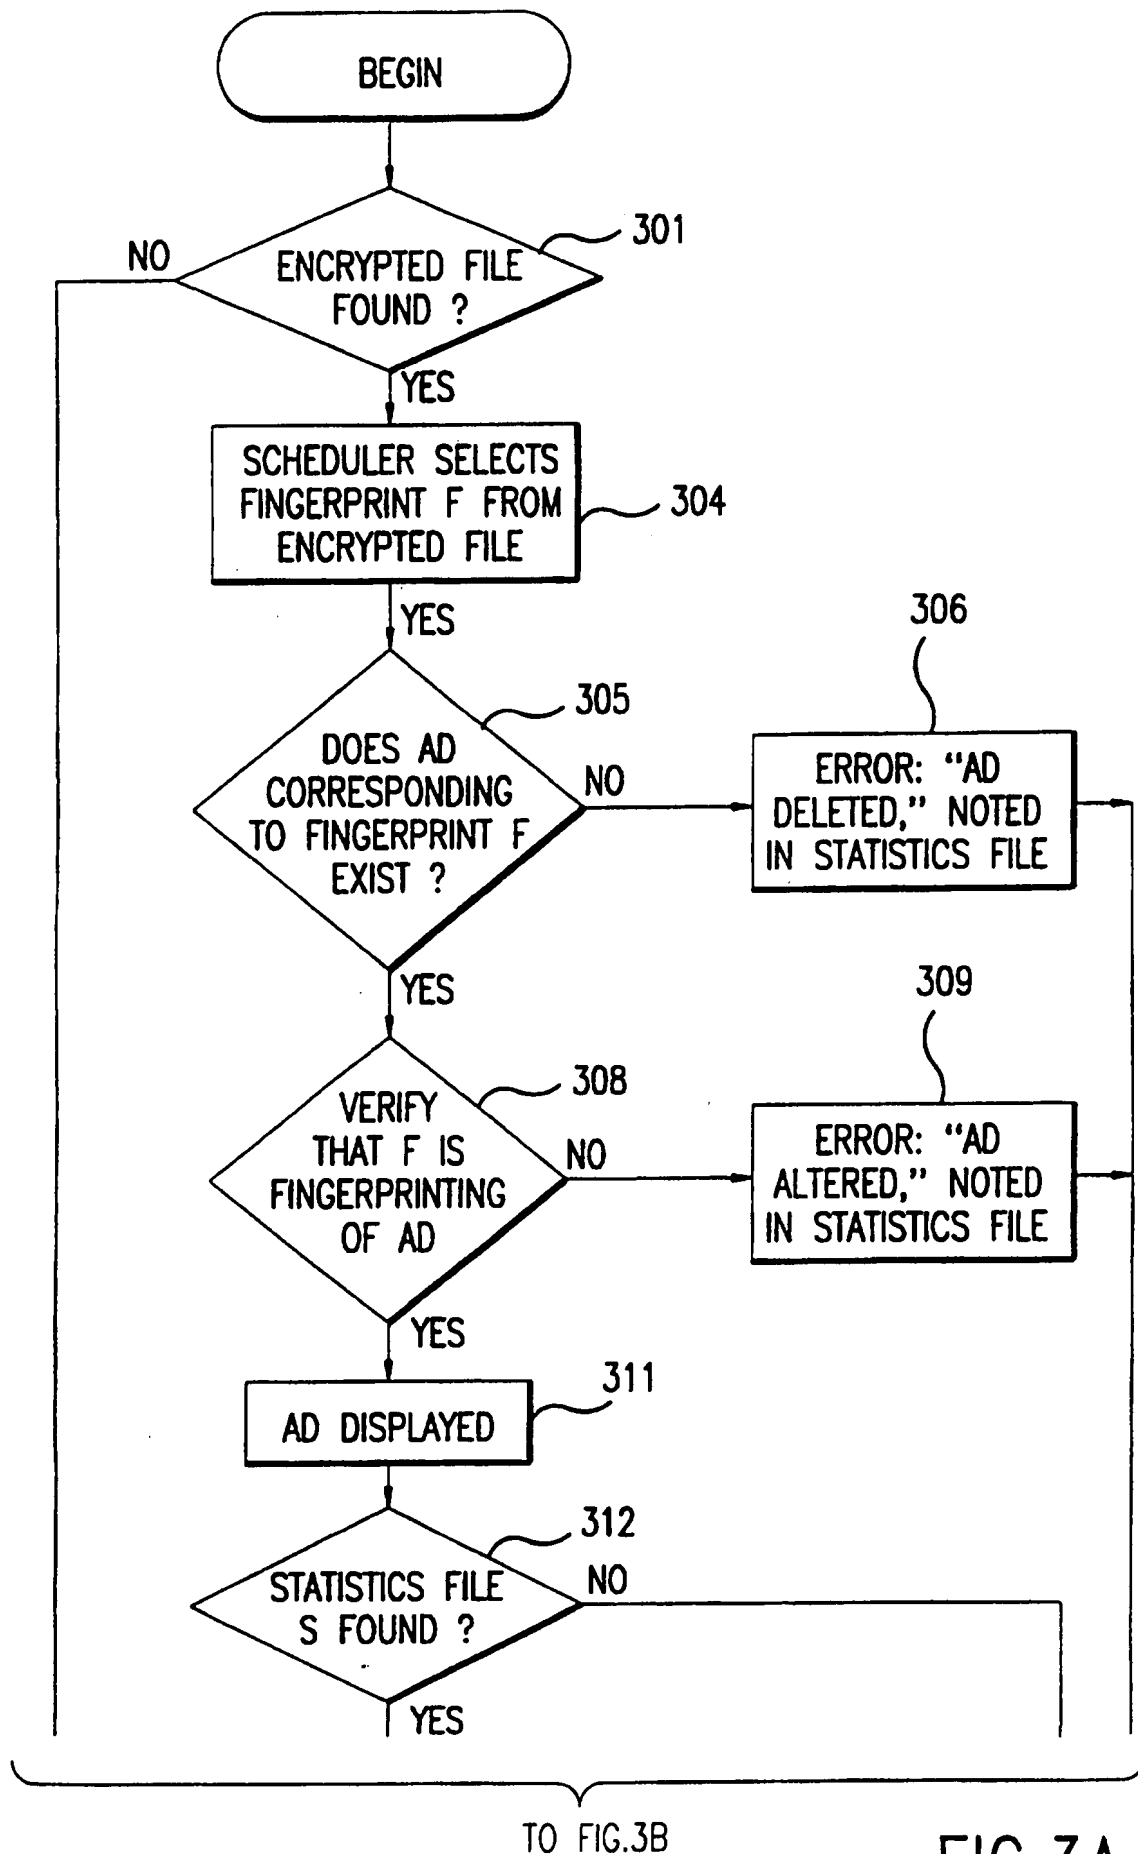 BEGIN
301
NO
ENCRYPTED FILE
FOUND ?
YES
SCHEDULER SELECTS
FINGERPRINT F FROM
ENCRYPTED FILE
304
YES
306
305
DOES AD
CORRESPONDING
TO FINGERPRINT F
EXIST ?
NO
ERROR: "AD
DELETED," NOTED
IN STATISTICS FILE
YES
309
308
VERIFY
THAT F IS
FINGERPRINTING
OF AD
NO
ERROR: "AD
ALTERED," NOTED
IN STATISTICS FILE
YES
311
AD DISPLAYED
312
STATISTICS FILE
S FOUND ?
NO
YES
TO FIG.3B
FIG.3A